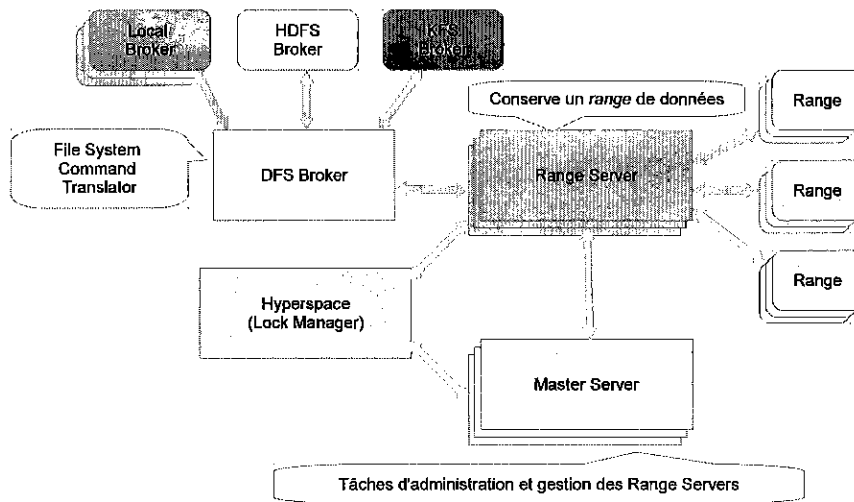 Local
Broker
HDFS
Broker
KFS
Broker
Conserve un range de données
Range
File System
Command
Translator
DFS Broker
Range Server
Range
Range
Hyperspace
(Lock Manager)
Master Server
Tâches d'administration et gestion des Range Servers